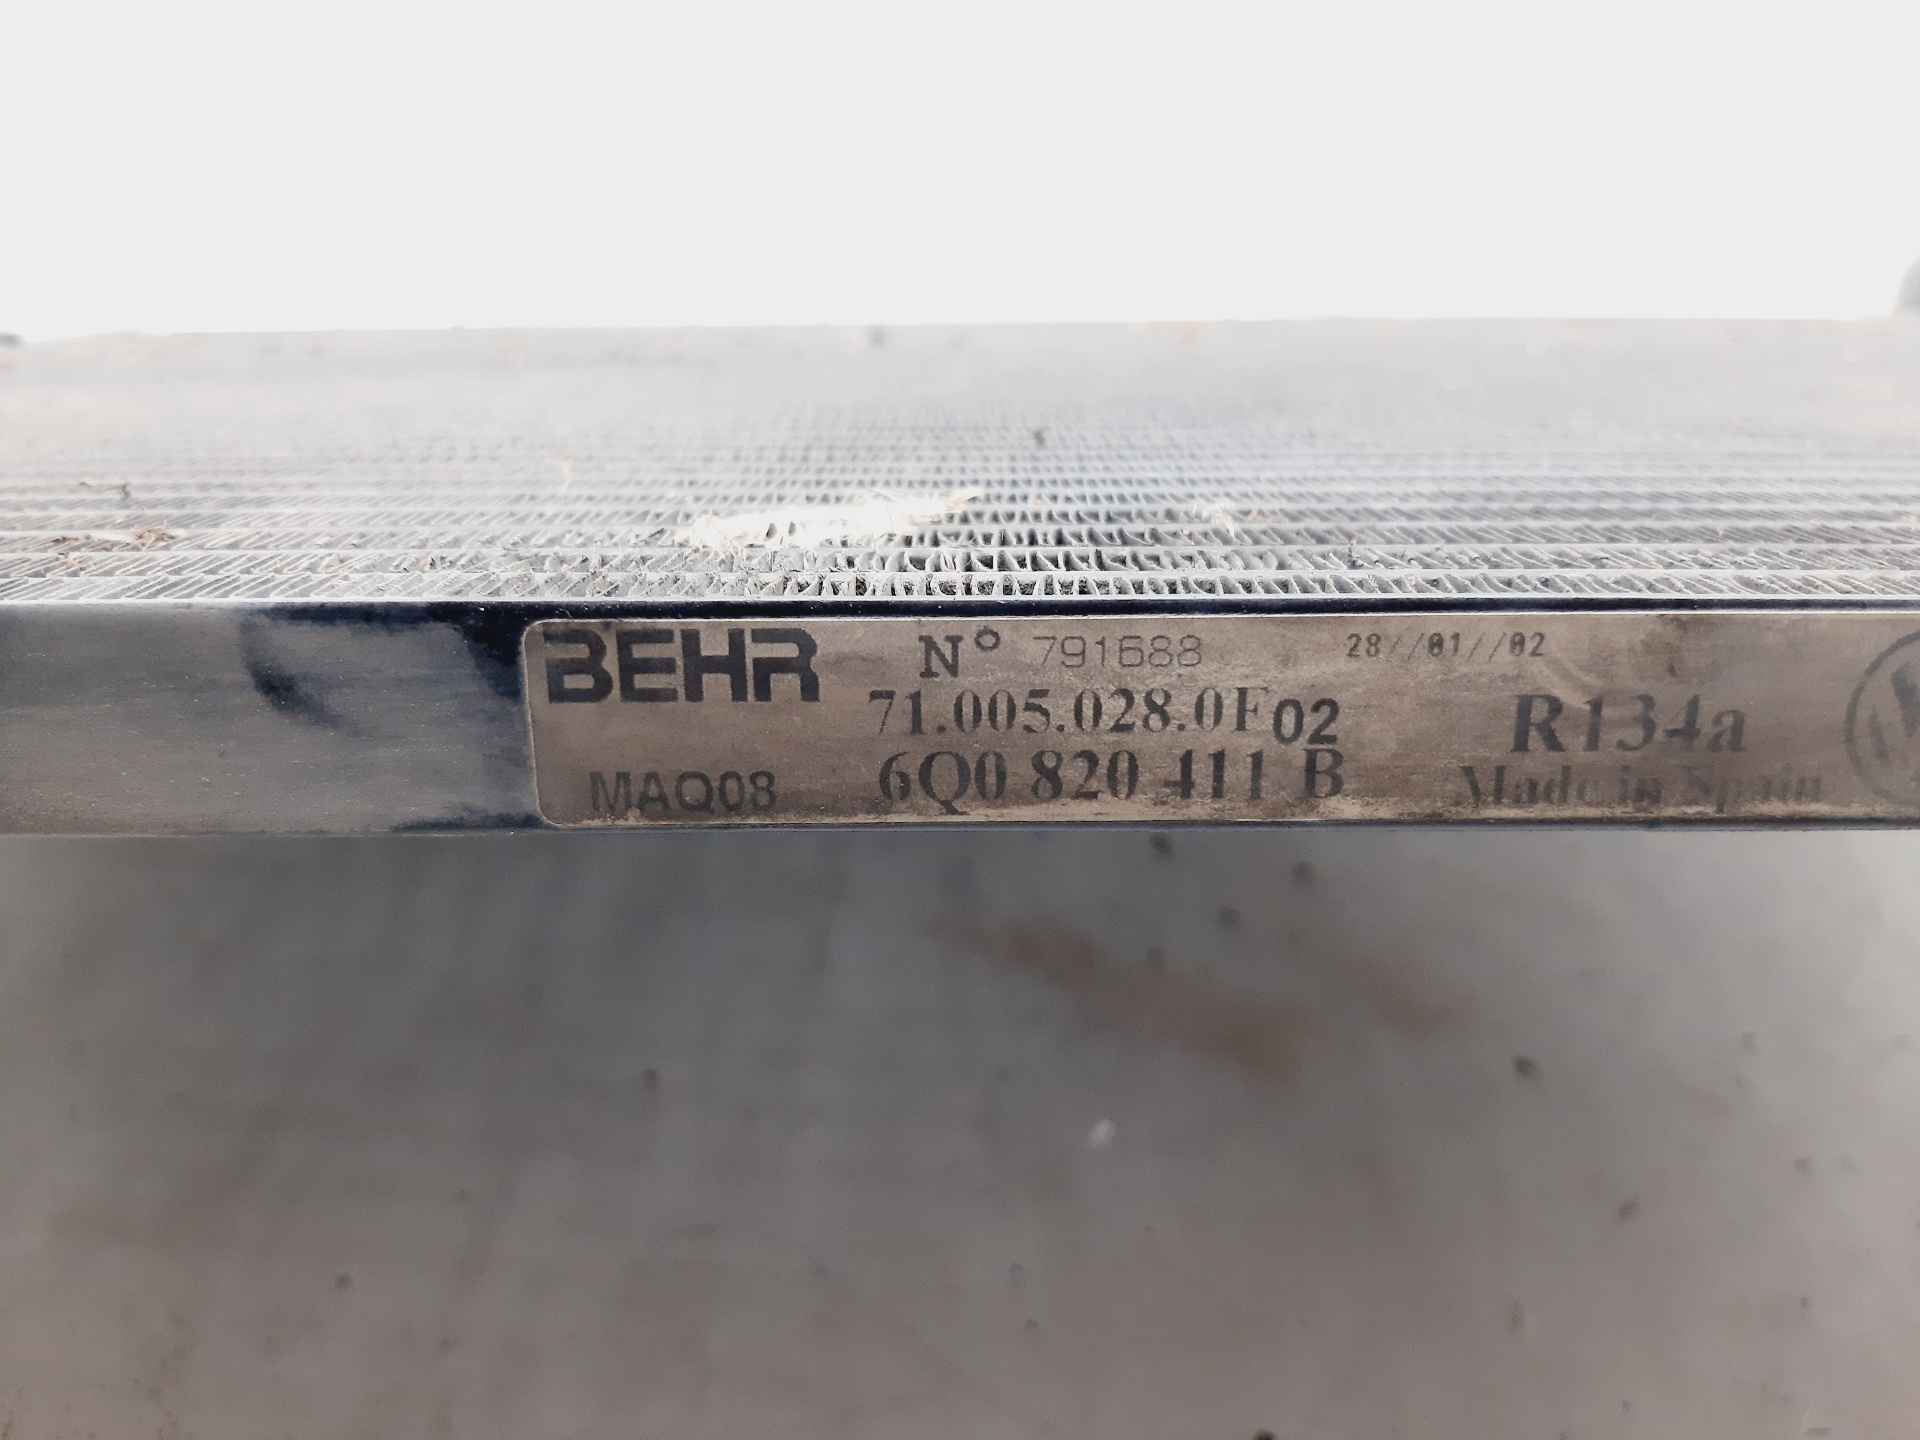 BEHR N° 791688 28//01//02
71.005.028.0F02
R134a
MAQ08 6Q0 820 411 B
Made in Spain